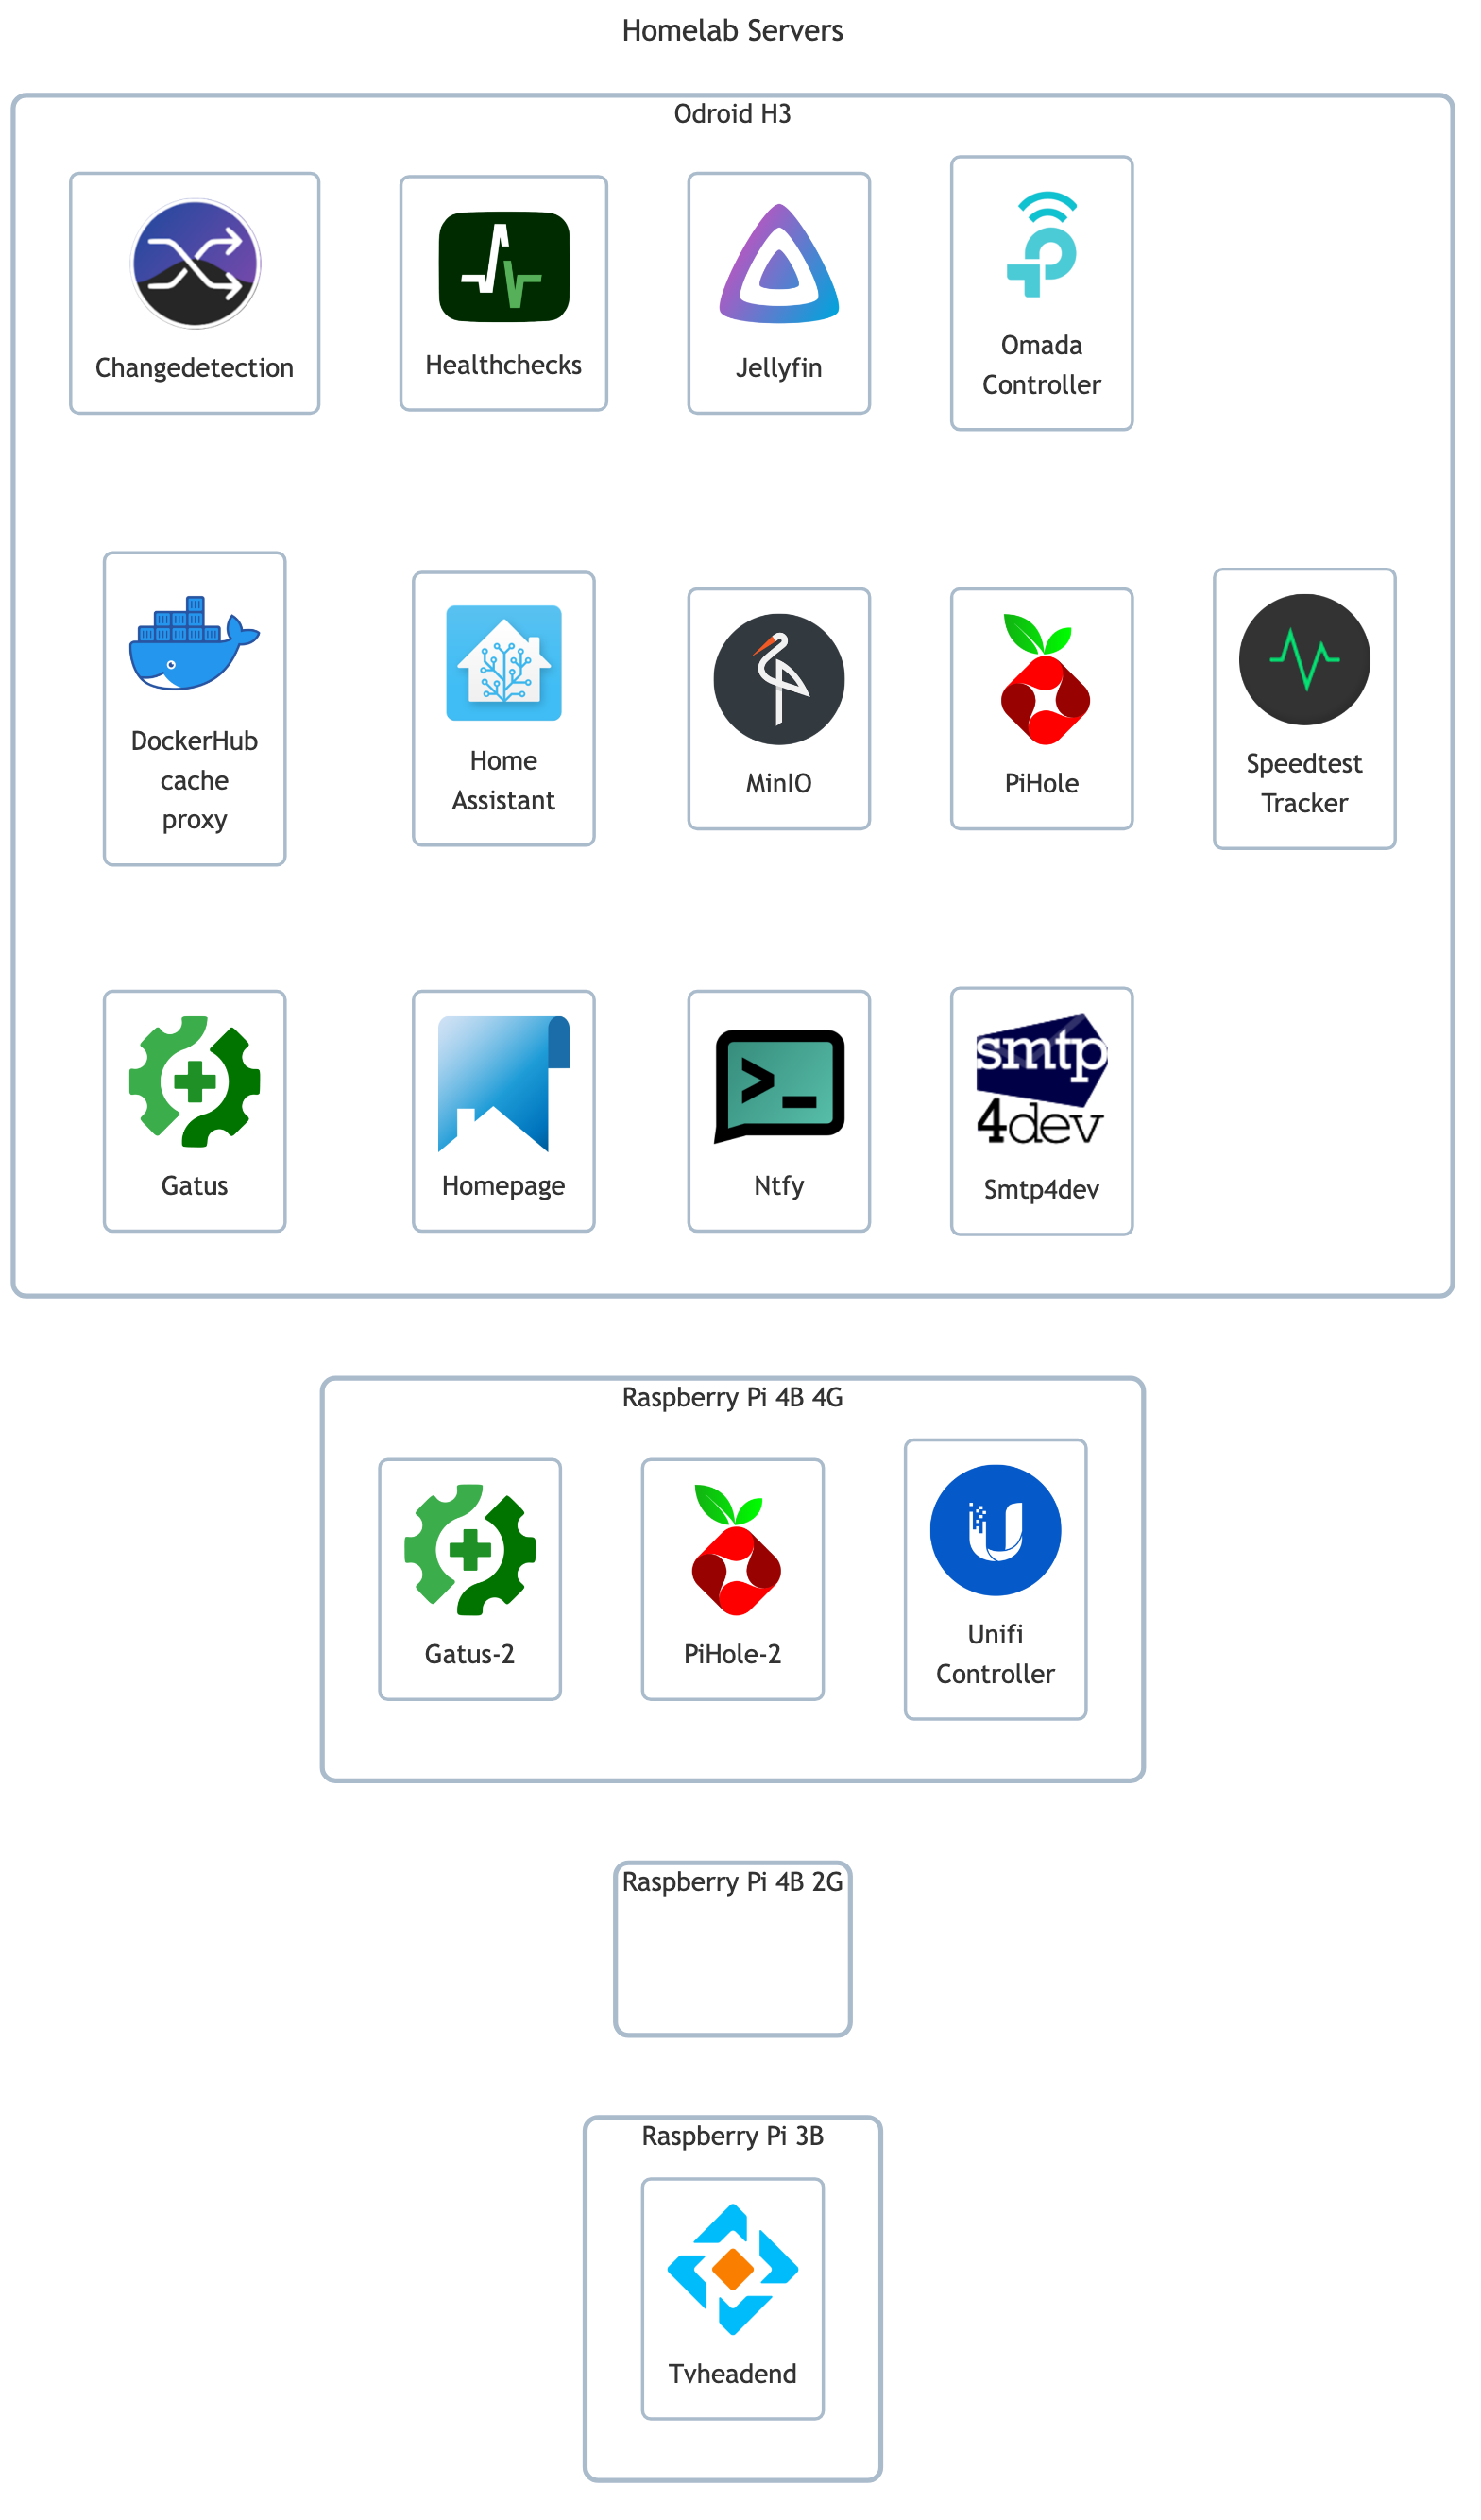 Homelab Servers
Odroid H3
Changedetection
Healthchecks
Jellyfin
Omada
Controller
DockerHub
cache
proxy
Home
Assistant
MinIO
PiHole
Speedtest
Tracker
Gatus
Homepage
>_
Ntfy
smtp
4dev
Smtp4dev
Raspberry Pi 4B 4G
Gatus-2
PiHole-2
U
Unifi
Controller
Raspberry Pi 4B 2G
Raspberry Pi 3B
Tvheadend